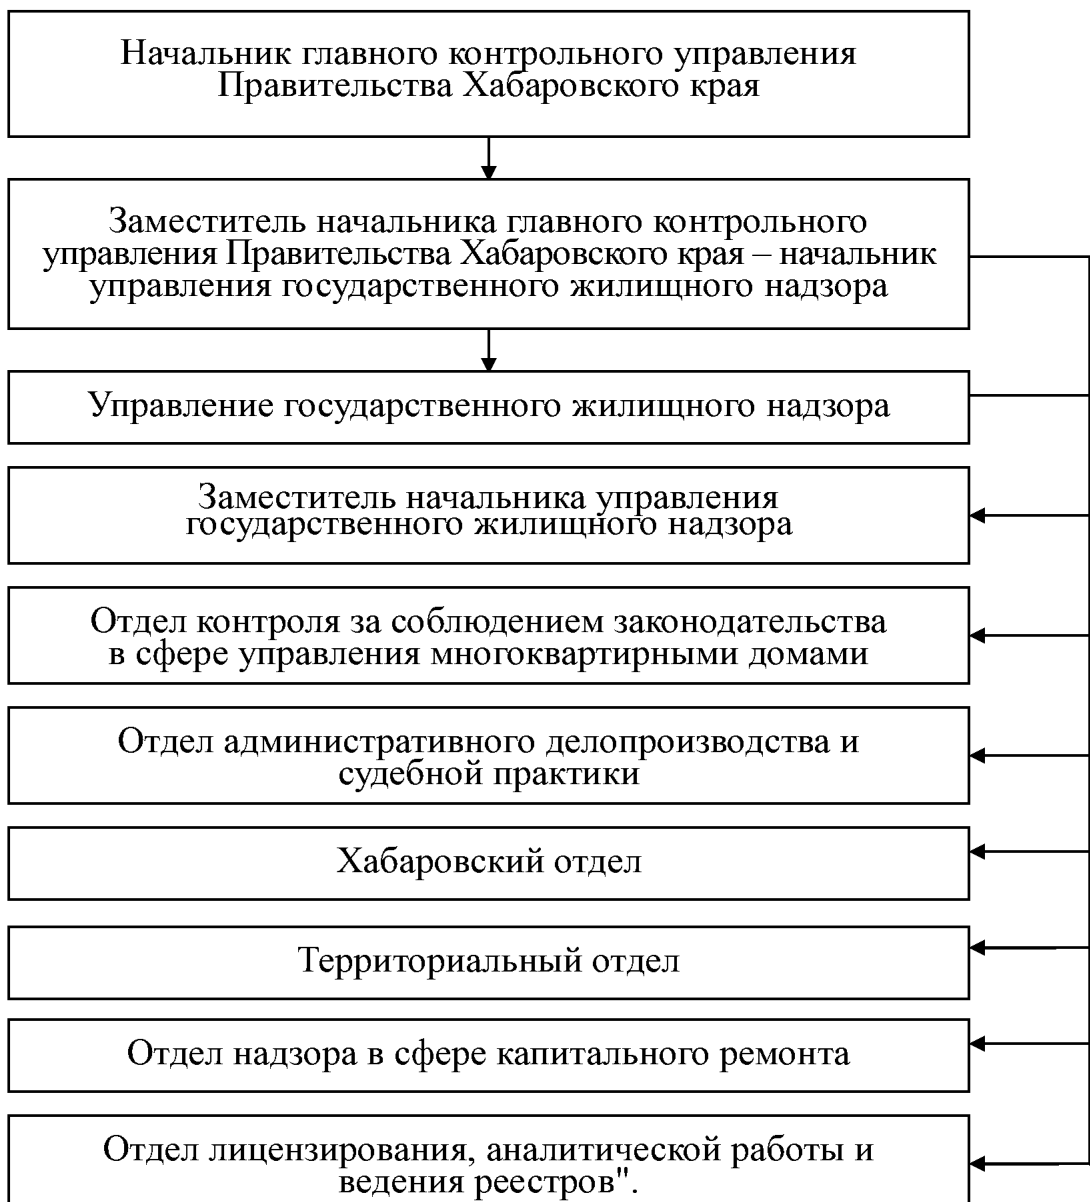 Начальник главного контрольного управления
Правительства Хабаровского края
Заместитель начальника главного контрольного
управления Правительства Хабаровского края – начальник
управления государственного жилищного надзора
Управление государственного жилищного надзора
Заместитель начальника управления
государственного жилищного надзора
Отдел контроля за соблюдением законодательства
в сфере управления многоквартирными домами
Отдел административного делопроизводства и
судебной практики
Хабаровский отдел
Территориальный отдел
Отдел надзора в сфере капитального ремонта
Отдел лицензирования, аналитической работы и
ведения реестров".